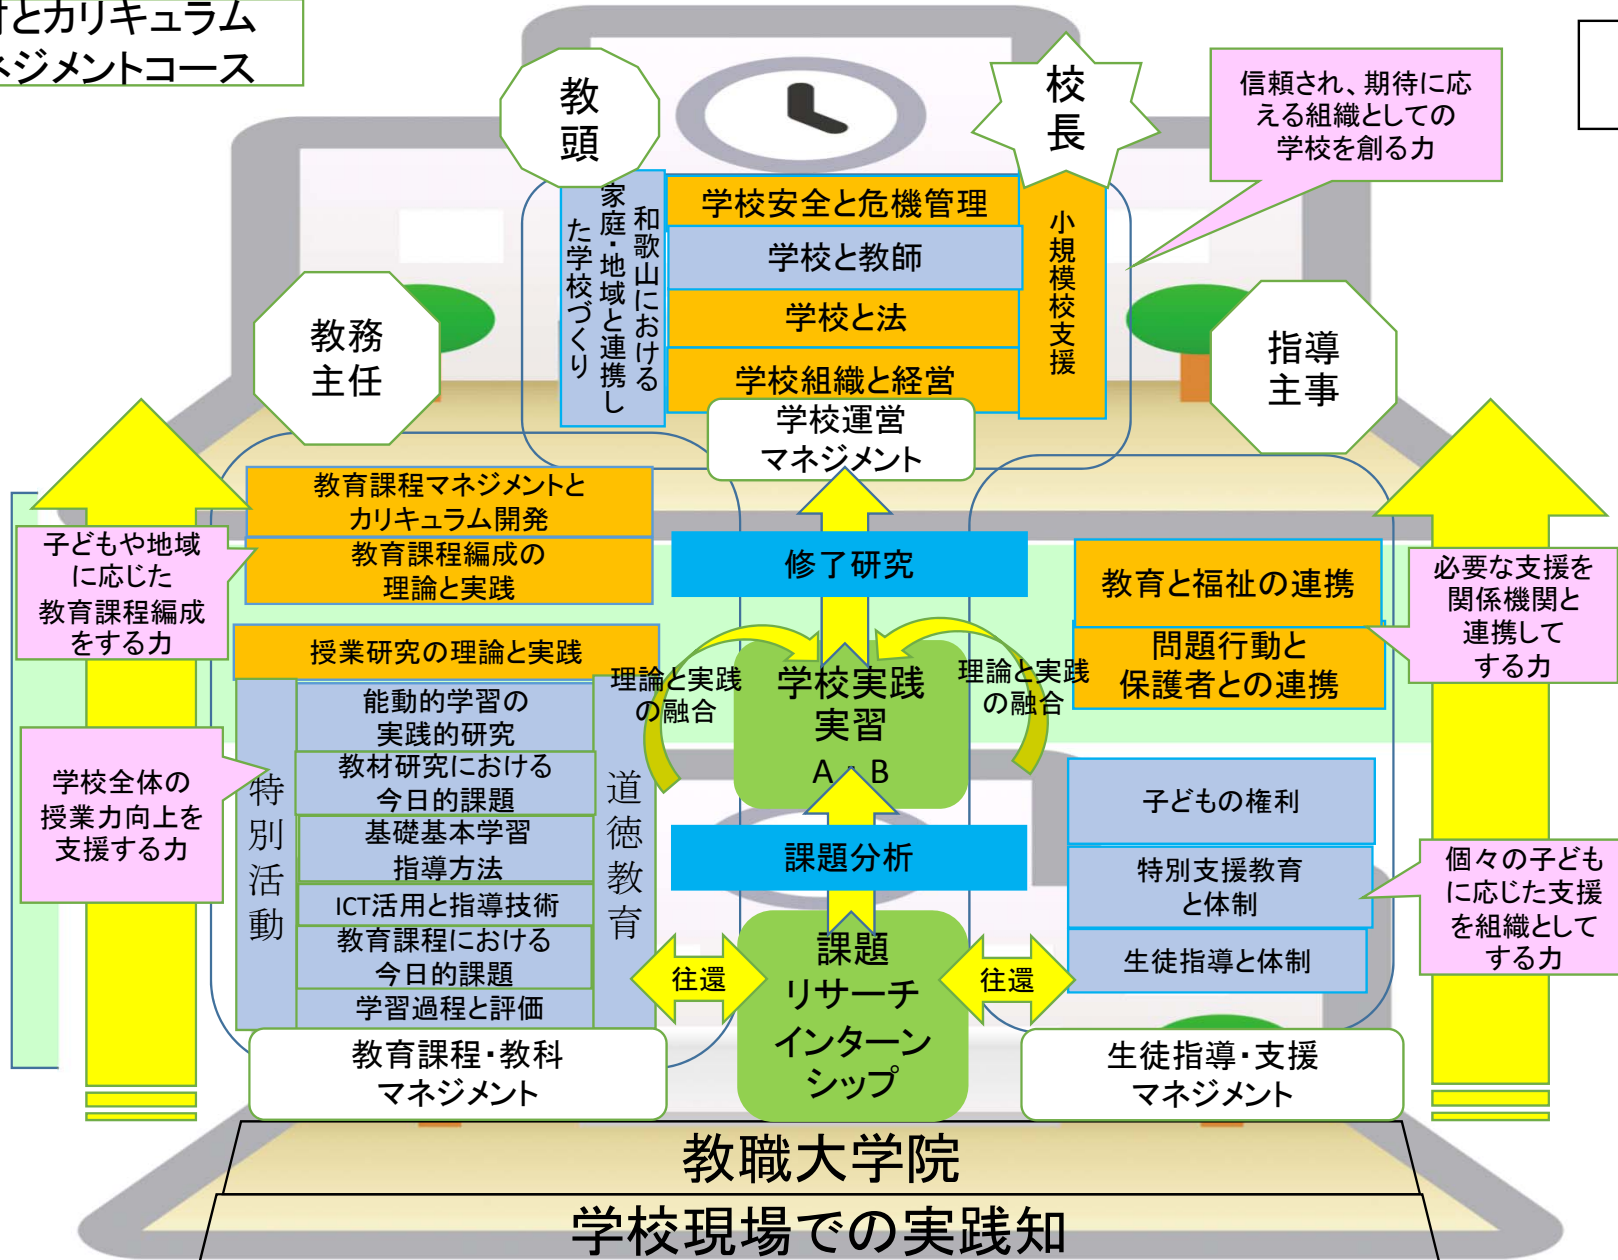 とカリキュラム
ネジメントコース
教
頭
校
長
信頼され、期待に応
える組織としての
学校を創る力
和歌山における
家庭・地域と連携し
た学校づくり
学校安全と危機管理
学校と教師
学校と法
学校組織と経営
小規模校支援
学校運営
マネジメント
教務
主任
指導
主事
教育課程マネジメントと
カリキュラム開発
教育課程編成の
理論と実践
子どもや地域
に応じた
教育課程編成
をする力
修了研究
教育と福祉の連携
問題行動と
保護者との連携
必要な支援を
関係機関と
連携して
する力
授業研究の理論と実践
理論と実践
の融合
学校実践
実習
A・B
理論と実践
の融合
特別活動
能動的学習の
実践的研究
教材研究における
今日的課題
基礎基本学習
指導方法
ICT活用と指導技術
教育課程における
今日的課題
学習過程と評価
道徳教育
学校全体の
授業力向上を
支援する力
課題分析
子どもの権利
特別支援教育
と体制
生徒指導と体制
個々の子ども
に応じた支援
を組織として
する力
往還
課題
リサーチ
インターン
シップ
往還
教育課程・教科
マネジメント
生徒指導・支援
マネジメント
教職大学院
学校現場での実践知